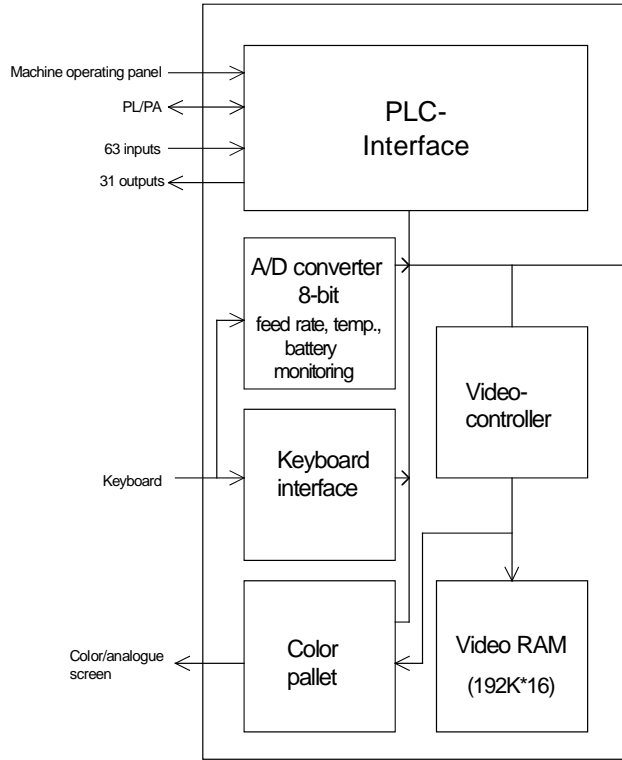 Machine operating panel
PL/PA
63 inputs
31 outputs
PLC-
Interface
A/D converter
8-bit
feed rate, temp.,
battery
monitoring
Video-
controller
Keyboard
Keyboard
interface
Color/analogue
screen
Color
pallet
Video RAM
(192K*16)